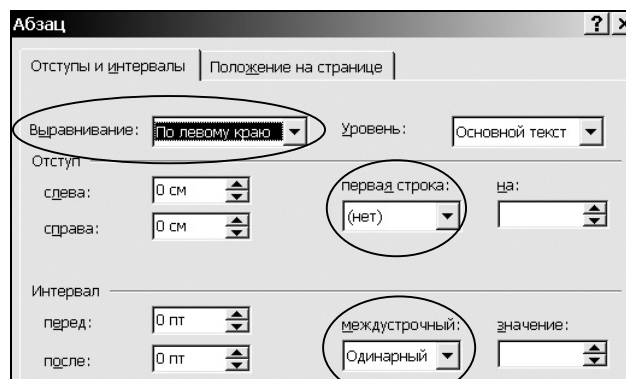 Абзац
Отступы и интервалы Положение на странице
Выравнивание: По левому краю Уровень: Основной текст
Отступ
слева: 0 см первая строка: на:
справа: 0 см (нет)
Интервал
перед: 0 пт междустрочный: значение:
после: 0 пт Одинарный